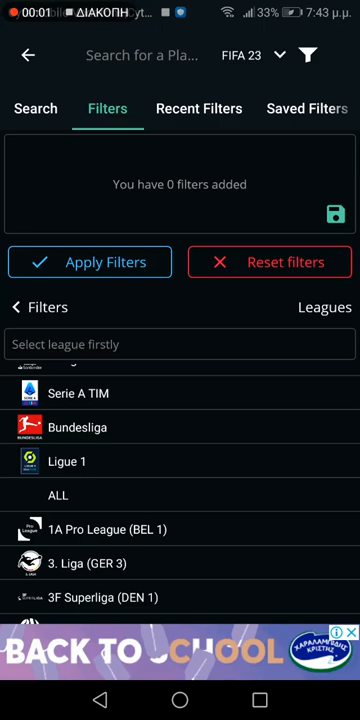 00:01 ΔΙΑΚΟΠΗ
33% 7:43 μ.μ.
Search for a Pla... FIFA 23
Search Filters Recent Filters Saved Filters
You have 0 filters added
Apply Filters Reset filters
Filters Leagues
Select league firstly
Serie A TIM
Bundesliga
Ligue 1
ALL
1A Pro League (BEL 1)
3. Liga (GER 3)
3F Superliga (DEN 1)
BACK TO SCHOOL
ΧΑΡΑΛΑΜΠΙΔΗΣ
ΚΡΙΣΤΗΣ